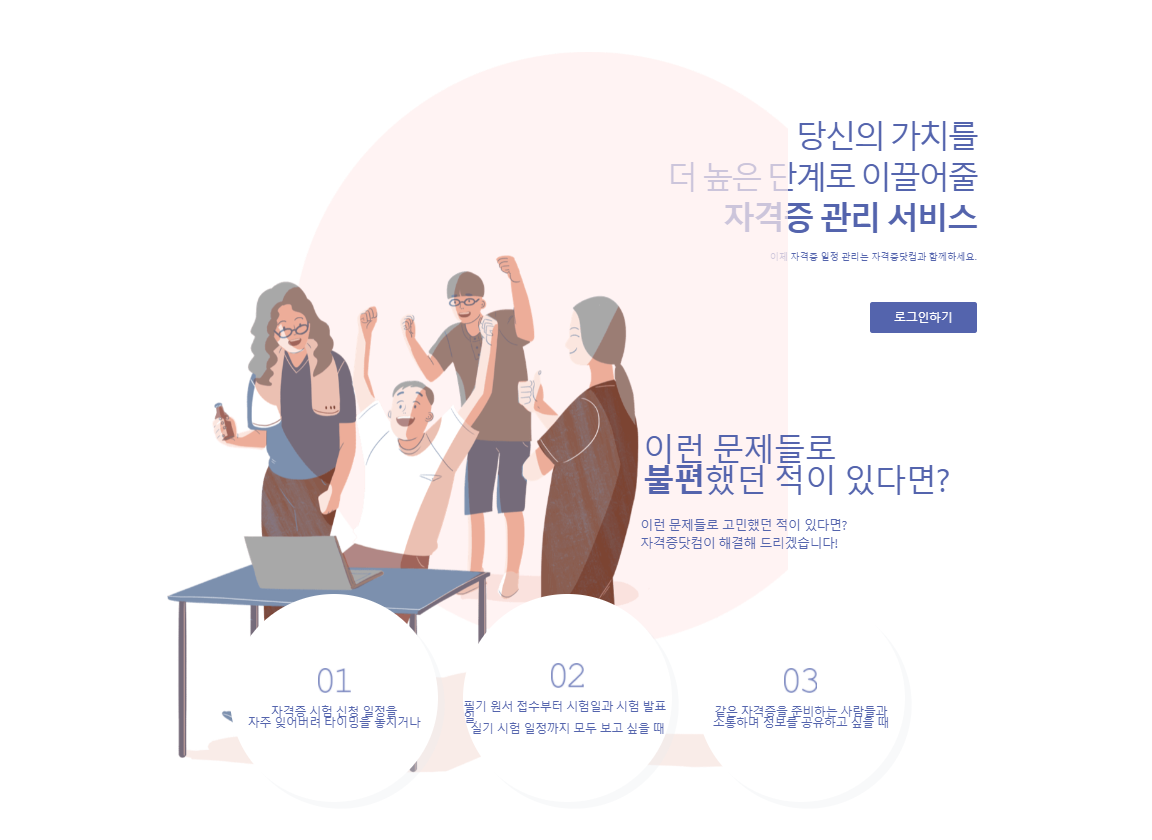 당신의 가치를
더 높은 단계로 이끌어줄
자격증 관리 서비스
이제 자격증 일정 관리는 자격증닷컴과 함께하세요.
로그인하기
이런 문제들로
불편했던 적이 있다면?
이런 문제들로 고민했던 적이 있다면?
자격증닷컴이 해결해 드리겠습니다!
01
자격증 시험 신청 일정을
자주 잊어버려 타이밍을 놓치거나
02
필기 원서 접수부터 시험일과 시험 발표
일
실기 시험 일정까지 모두 보고 싶을 때
03
같은 자격증을 준비하는 사람들과
소통하며 정보를 공유하고 싶을 때